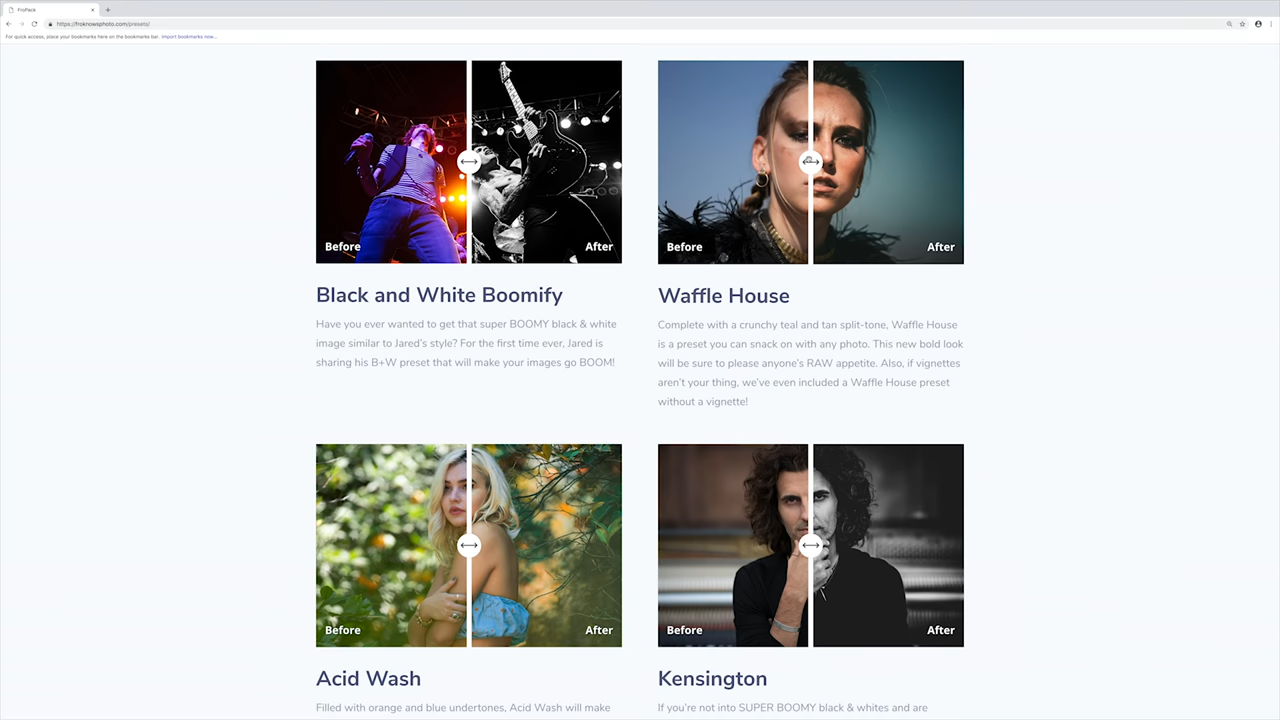 FroPack
https://froknowsphoto.com/presets/
For quick access, place your bookmarks here on the bookmarks bar. Import bookmarks now...
Before
After
Before
After
Black and White Boomify
Have you ever wanted to get that super BOOMY black & white
image similar to Jared's style? For the first time ever, Jared is
sharing his B+W preset that will make your images go BOOM!
Waffle House
Complete with a crunchy teal and tan split-tone, Waffle House
is a preset you can snack on with any photo. This new bold look
will be sure to please anyone's RAW appetite. Also, if vignettes
aren't your thing, we've even included a Waffle House preset
without a vignette!
Before
After
Before
After
Acid Wash
Filled with orange and blue undertones, Acid Wash will make
Kensington
If you're not into SUPER BOOMY black & whites and are